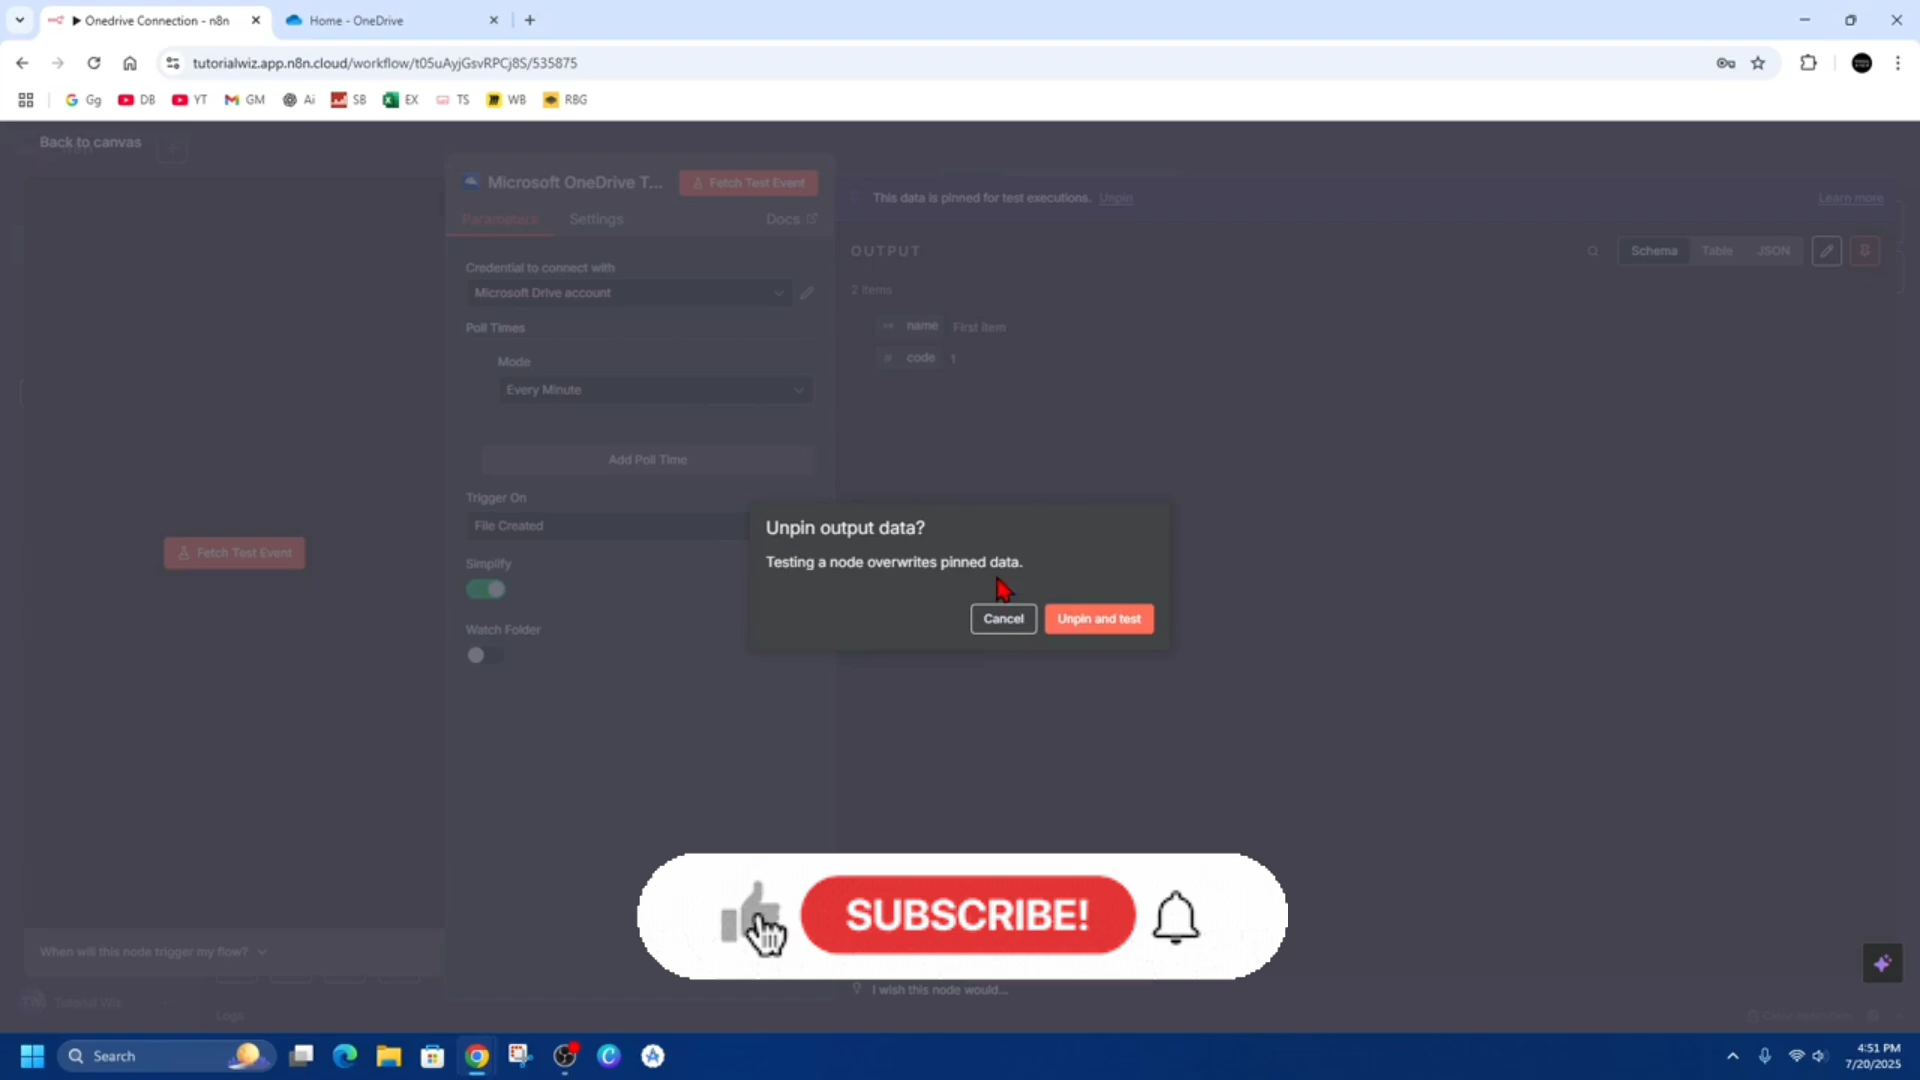 Onedrive Connection - n8n
Home - OneDrive
tutorialwiz.app.n8n.cloud/workflow/t05uAyjGsvRPCj8S/535875
Gg
DB
YT
GM
Ai
SB
EX
TS
WB
RBG
Back to canvas
Microsoft OneDrive T...
Fetch Test Event
Parameters
Settings
Docs
This data is pinned for test executions. Unpin
Learn more
OUTPUT
Schema
Table
JSON
2 items
name First item
code 1
Credential to connect with
Microsoft Drive account
Poll Times
Mode
Every Minute
Add Poll Time
Trigger On
File Created
Simplify
Watch Folder
Fetch Test Event
Unpin output data?
Testing a node overwrites pinned data.
Cancel
Unpin and test
SUBSCRIBE!
When will this node trigger my flow?
I wish this node would...
Tutorial Wiz
Logs
Search
4:51 PM
7/20/2025